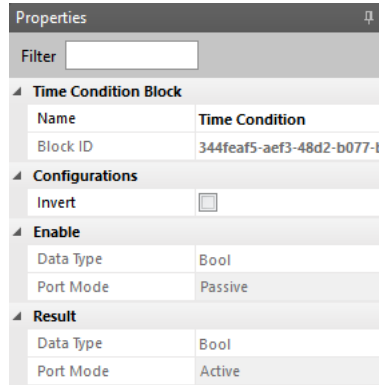 Properties
Filter
Time Condition Block
Name Time Condition
Block ID 344feaf5-aef3-48d2-b077-
Configurations
Invert
Enable
Data Type Bool
Port Mode Passive
Result
Data Type Bool
Port Mode Active